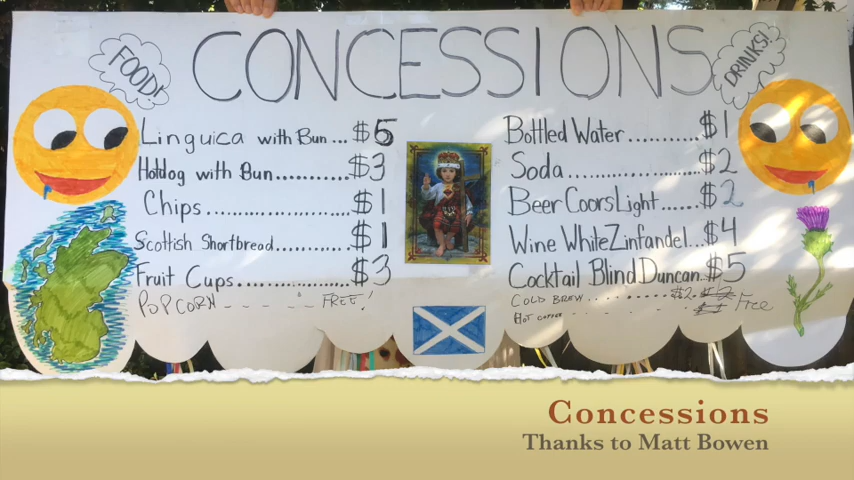 CONCESSIONS
FOOD!
Linguica with Bun ... $5
Hotdog with Bun.......... $3
Chips..................... $1
Scottish Shortbread........... $1
Fruit Cups............ $3
POPCORN - - - - - - FREE!
DRINKS!
Bottled Water.......... $1
Soda................... $2
Beer Coors Light....... $2
Wine White Zinfandel... $4
Cocktail Blind Duncan... $5
COLD BREW.......... $2
HOT COFFEE - - - - - - Free
Concessions
Thanks to Matt Bowen